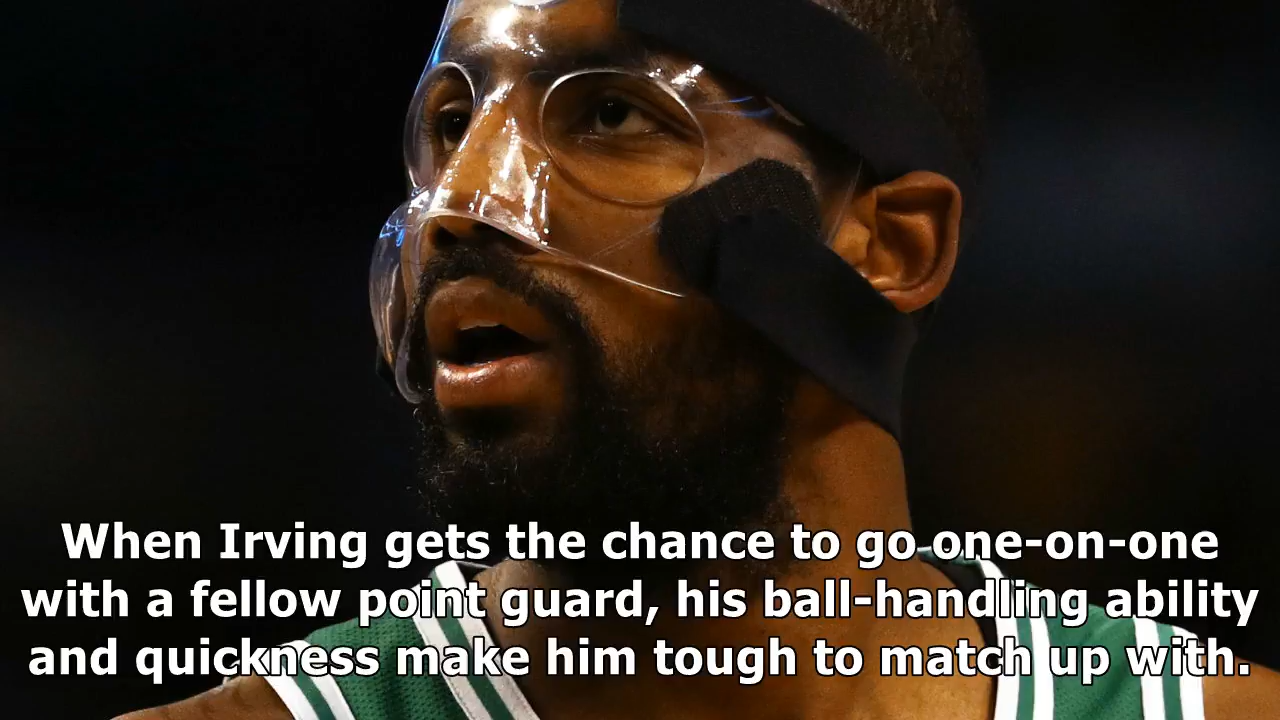 When Irving gets the chance to go one-on-one
with a fellow point guard, his ball-handling ability
and quickness make him tough to match up with.